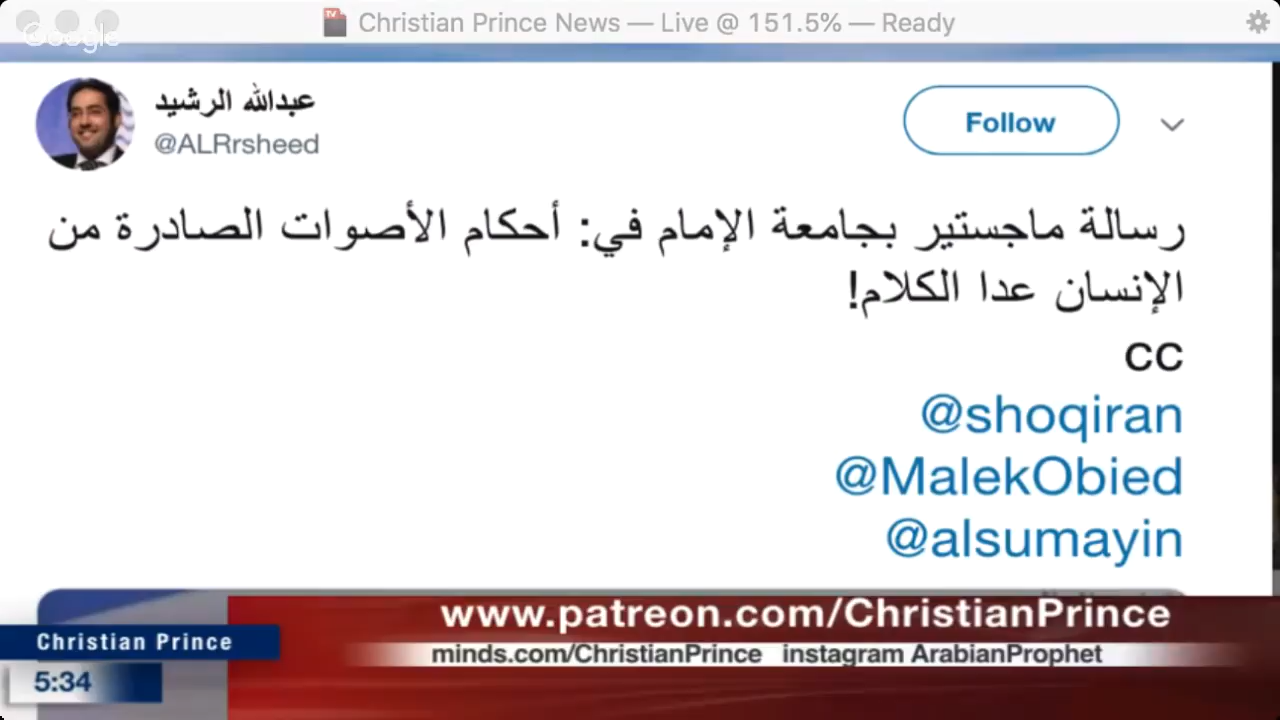 Christian Prince News — Live @ 151.5% — Ready
Google
عبدالله الرشيد
@ALRrsheed
Follow
رسالة ماجستير بجامعة الإمام في: أحكام الأصوات الصادرة من
الإنسان عدا الكلام!
CC
@shoqiran
@MalekObied
@alsumayin
www.patreon.com/ChristianPrince
Christian Prince
minds.com/ChristianPrince instagram ArabianProphet
5:34